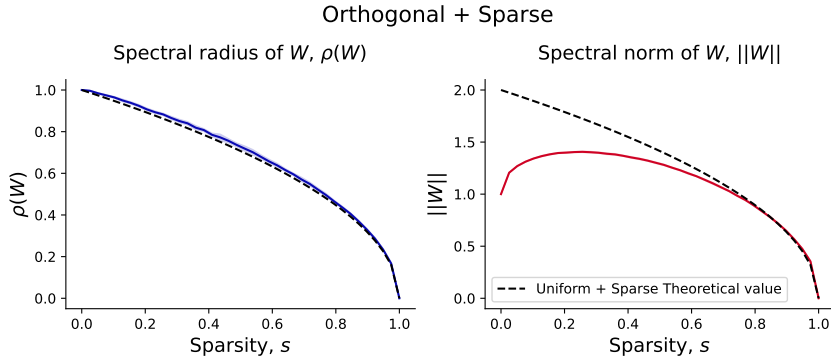 Orthogonal + Sparse
Spectral radius of W, ρ(W)
ρ(W)
1.0
0.8
0.6
0.4
0.2
0.0
0.0 0.2 0.4 0.6 0.8 1.0
Sparsity, s
Spectral norm of W, ||W||
||W||
2.0
1.5
1.0
0.5
0.0
Uniform + Sparse Theoretical value
0.0 0.2 0.4 0.6 0.8 1.0
Sparsity, s